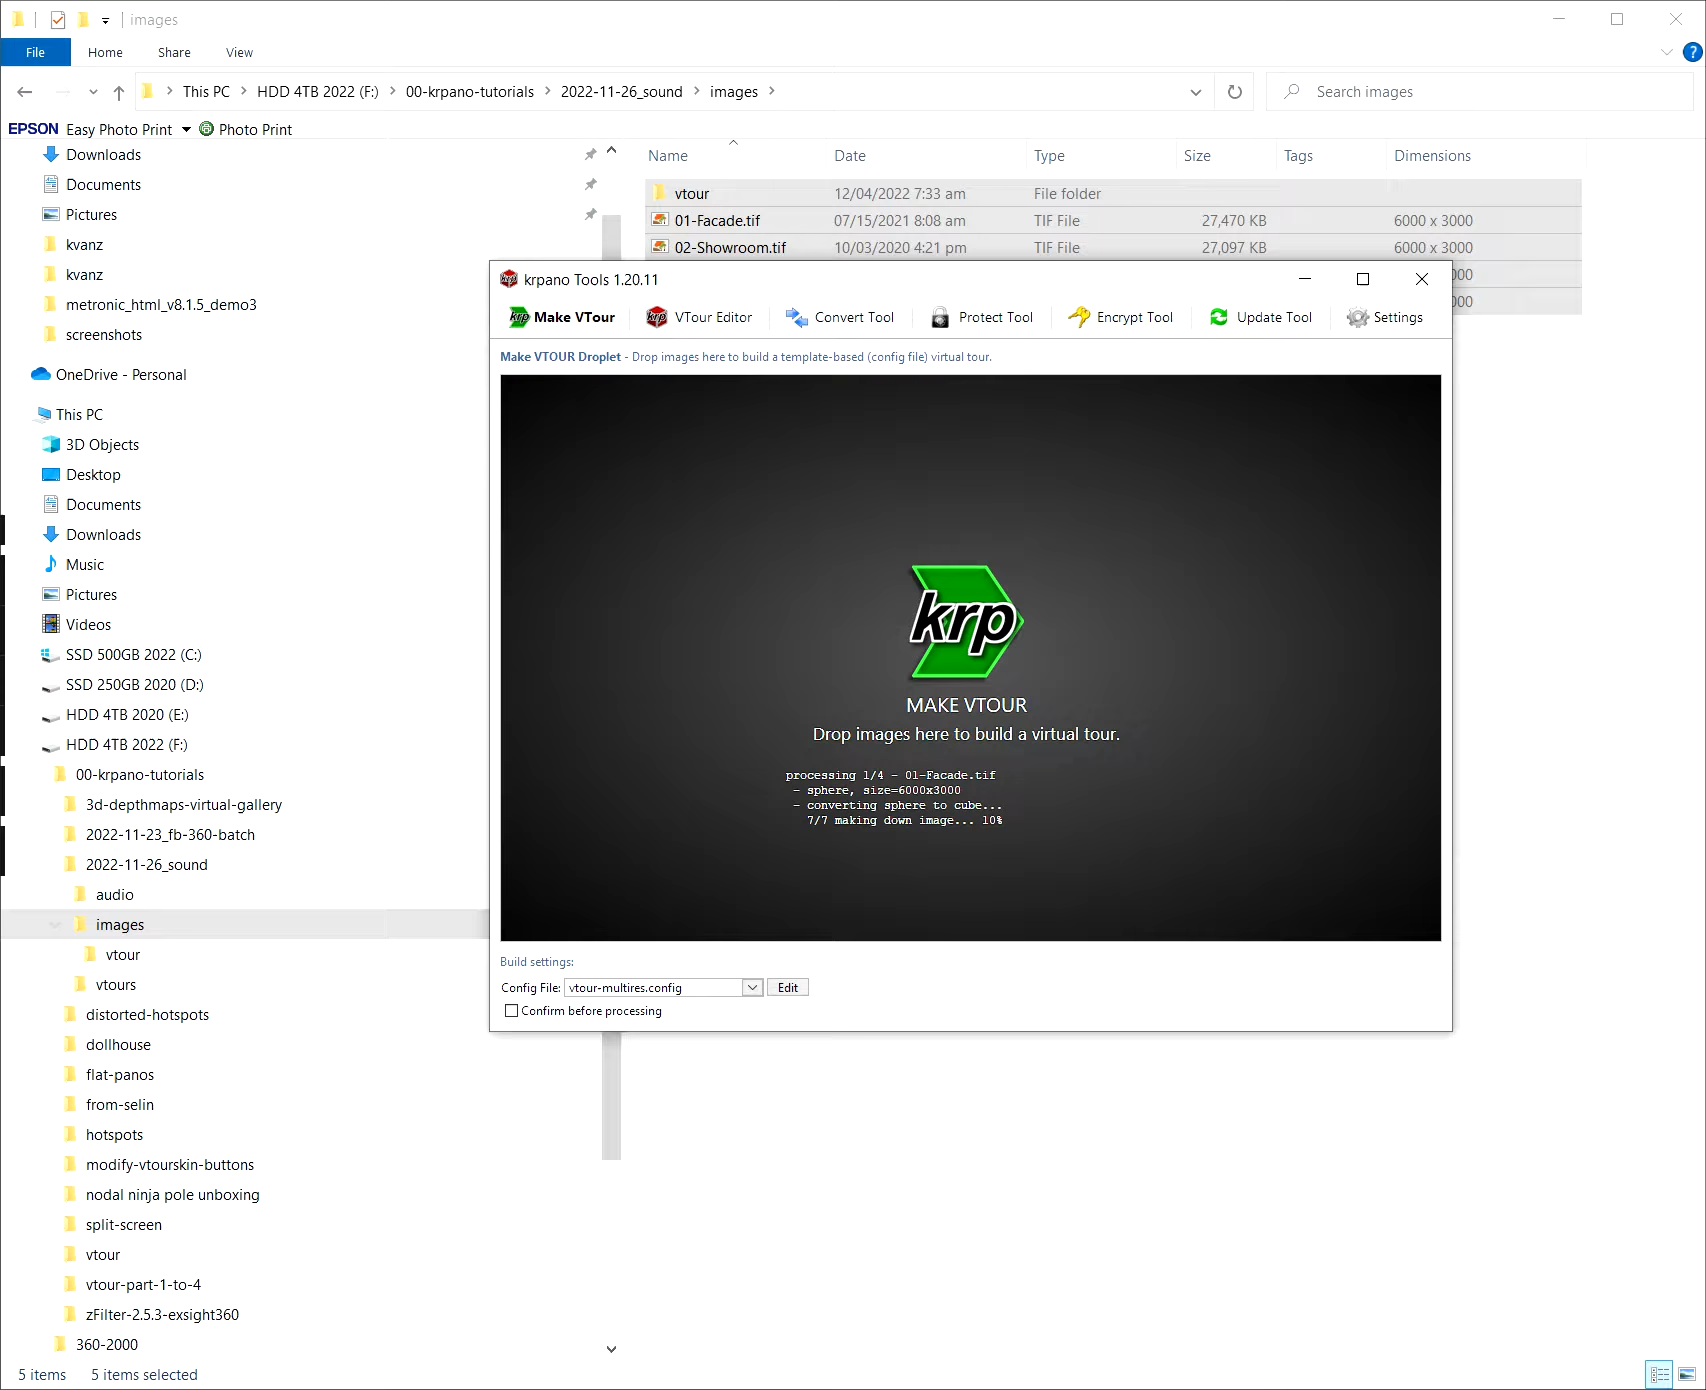 images
File Home Share View
This PC HDD 4TB 2022 (F:) 00-krpano-tutorials 2022-11-26_sound images
Search images
EPSON Easy Photo Print Photo Print
Downloads
Documents
Pictures
kvanz
kvanz
metronic_html_v8.1.5_demo3
screenshots
OneDrive - Personal
This PC
3D Objects
Desktop
Documents
Downloads
Music
Pictures
Videos
SSD 500GB 2022 (C:)
SSD 250GB 2020 (D:)
HDD 4TB 2020 (E:)
HDD 4TB 2022 (F:)
00-krpano-tutorials
3d-depthmaps-virtual-gallery
2022-11-23_fb-360-batch
2022-11-26_sound
audio
images
vtour
vtours
distorted-hotspots
dollhouse
flat-panos
from-selin
hotspots
modify-vtourskin-buttons
nodal ninja pole unboxing
split-screen
vtour
vtour-part-1-to-4
zFilter-2.5.3-exsight360
360-2000
Name Date Type Size Tags Dimensions
vtour 12/04/2022 7:33 am File folder
01-Facade.tif 07/15/2021 8:08 am TIF File 27,470 KB 6000 x 3000
02-Showroom.tif 10/03/2020 4:21 pm TIF File 27,097 KB 6000 x 3000
000
000
krp krpano Tools 1.20.11
krp Make VTour krp VTour Editor Convert Tool Protect Tool Encrypt Tool Update Tool Settings
Make VTOUR Droplet - Drop images here to build a template-based (config file) virtual tour.
krp
MAKE VTOUR
Drop images here to build a virtual tour.
processing 1/4 - 01-Facade.tif
- sphere, size=6000x3000
- converting sphere to cube...
7/7 making down image... 10%
Build settings:
Config File: vtour-multires.config Edit
Confirm before processing
5 items 5 items selected